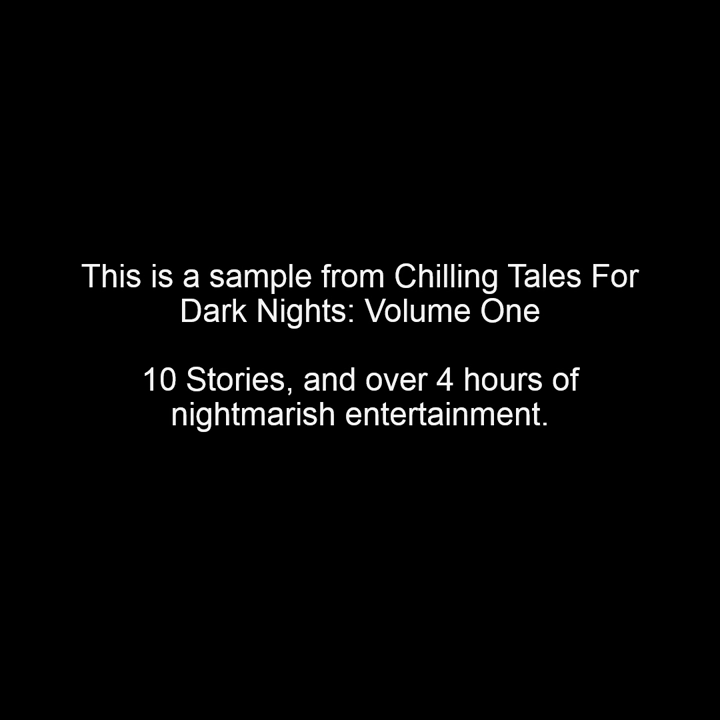 This is a sample from Chilling Tales For
Dark Nights: Volume One
10 Stories, and over 4 hours of
nightmarish entertainment.